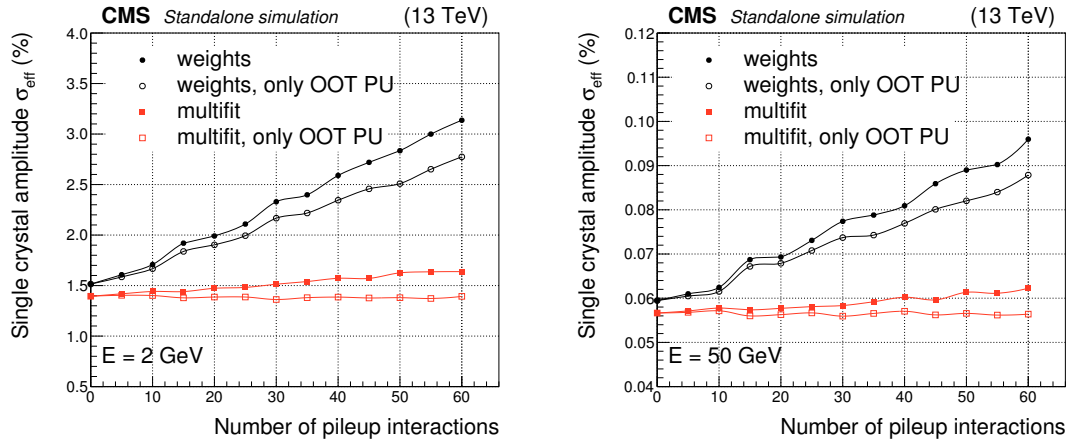 CMS Standalone simulation (13 TeV)
Single crystal amplitude σeff (%)
4.0
3.5
3.0
2.5
2.0
1.5
1.0
0.5
weights
weights, only OOT PU
multifit
multifit, only OOT PU
E = 2 GeV
0 10 20 30 40 50 60
Number of pileup interactions
CMS Standalone simulation (13 TeV)
Single crystal amplitude σeff (%)
0.12
0.11
0.10
0.09
0.08
0.07
0.06
0.05
0.04
weights
weights, only OOT PU
multifit
multifit, only OOT PU
E = 50 GeV
0 10 20 30 40 50 60
Number of pileup interactions